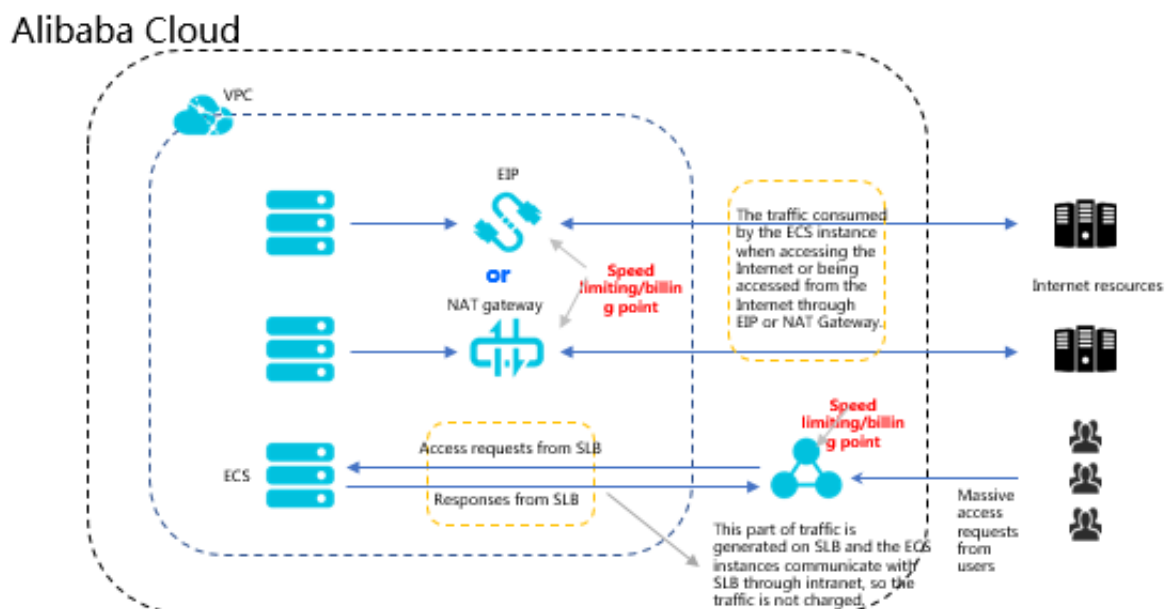 Alibaba Cloud
VPC
EIP
or
NAT gateway
Speed
limiting/billin
g point
The traffic consumed
by the ECS instance
when accessing the
Internet or being
accessed from the
Internet through
EIP or NAT Gateway.
Internet resources
Speed
limiting/billin
g point
ECS
Access requests from SLB
Responses from SLB
This part of traffic is
generated on SLB and the ECS
instances communicate with
SLB through intranet, so the
traffic is not charged.
Massive
access
requests
from
users